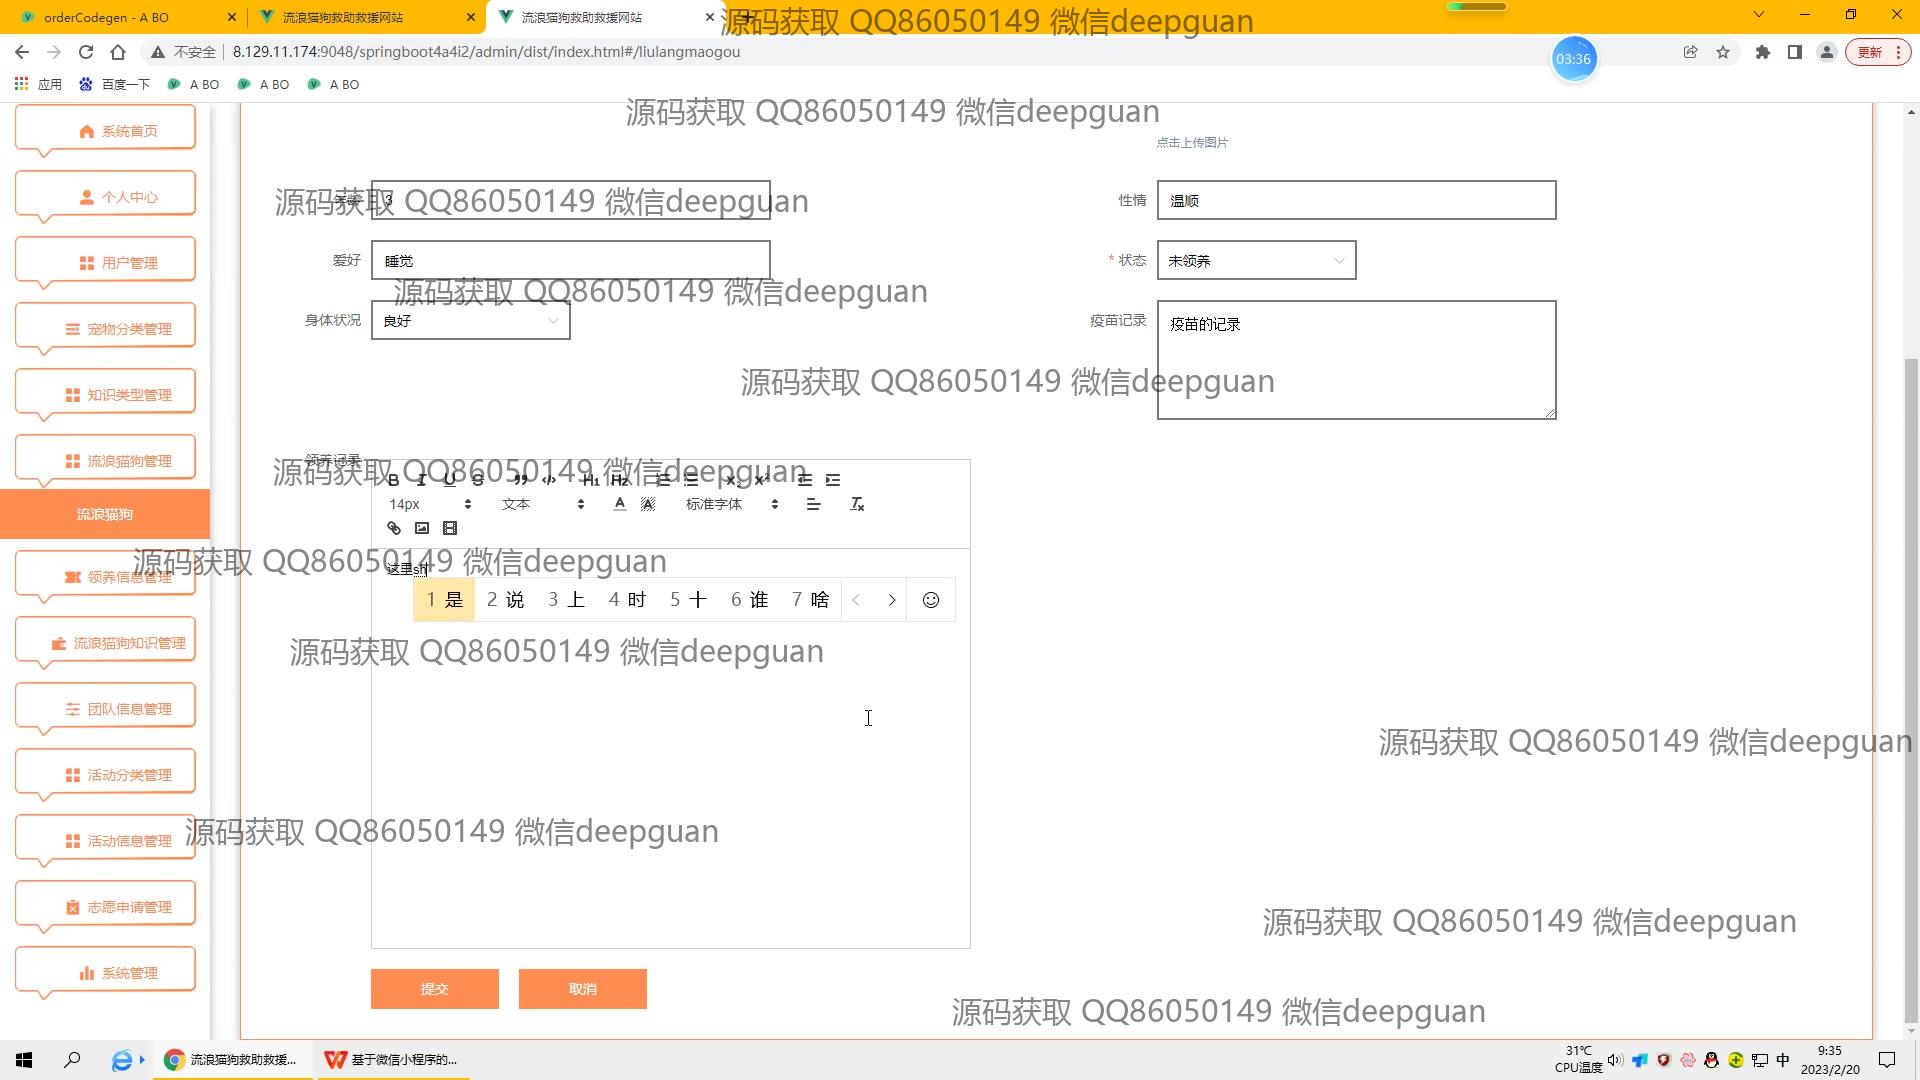 orderCodegen - A BO
流浪猫狗救助救援网站
流浪猫狗救助救援网站
源码获取 QQ86050149 微信deepguan
不安全
8.129.11.174:9048/springboot4a4i2/admin/dist/index.html#/liulangmaogou
03:36
更新
应用
百度一下
A BO
A BO
A BO
源码获取 QQ86050149 微信deepguan
系统首页
点击上传图片
个人中心
源码获取 QQ86050149 微信deepguan
3
性情
温顺
用户管理
爱好
睡觉
* 状态
未领养
源码获取 QQ86050149 微信deepguan
宠物分类管理
身体状况
良好
疫苗记录
疫苗的记录
源码获取 QQ86050149 微信deepguan
知识类型管理
流浪猫狗管理
领养记录
源码获取 QQ86050149 微信deepguan
B I U S H1 H2 X2 X2
14px 文本 A A 标准字体
流浪猫狗
源码获取 QQ86050149 微信deepguan
领养信息管理
这里sh
1 是 2 说 3 上 4 时 5 十 6 谁 7 啥
流浪猫狗知识管理
源码获取 QQ86050149 微信deepguan
团队信息管理
源码获取 QQ86050149 微信deepguan
活动分类管理
活动信息管理
源码获取 QQ86050149 微信deepguan
志愿申请管理
源码获取 QQ86050149 微信deepguan
系统管理
提交
取消
源码获取 QQ86050149 微信deepguan
流浪猫狗救助救援...
基于微信小程序的...
31℃
CPU温度
中
9:35
2023/2/20